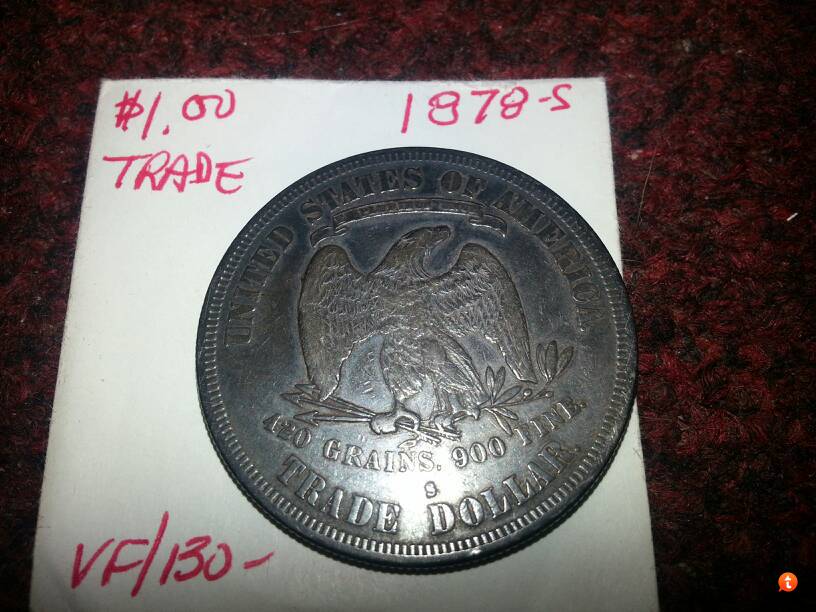 $1.00
1878-S
TRADE
UNITED STATES OF AMERICA.
420 GRAINS. 900 FINE.
S
TRADE DOLLAR.
VF/130-
t